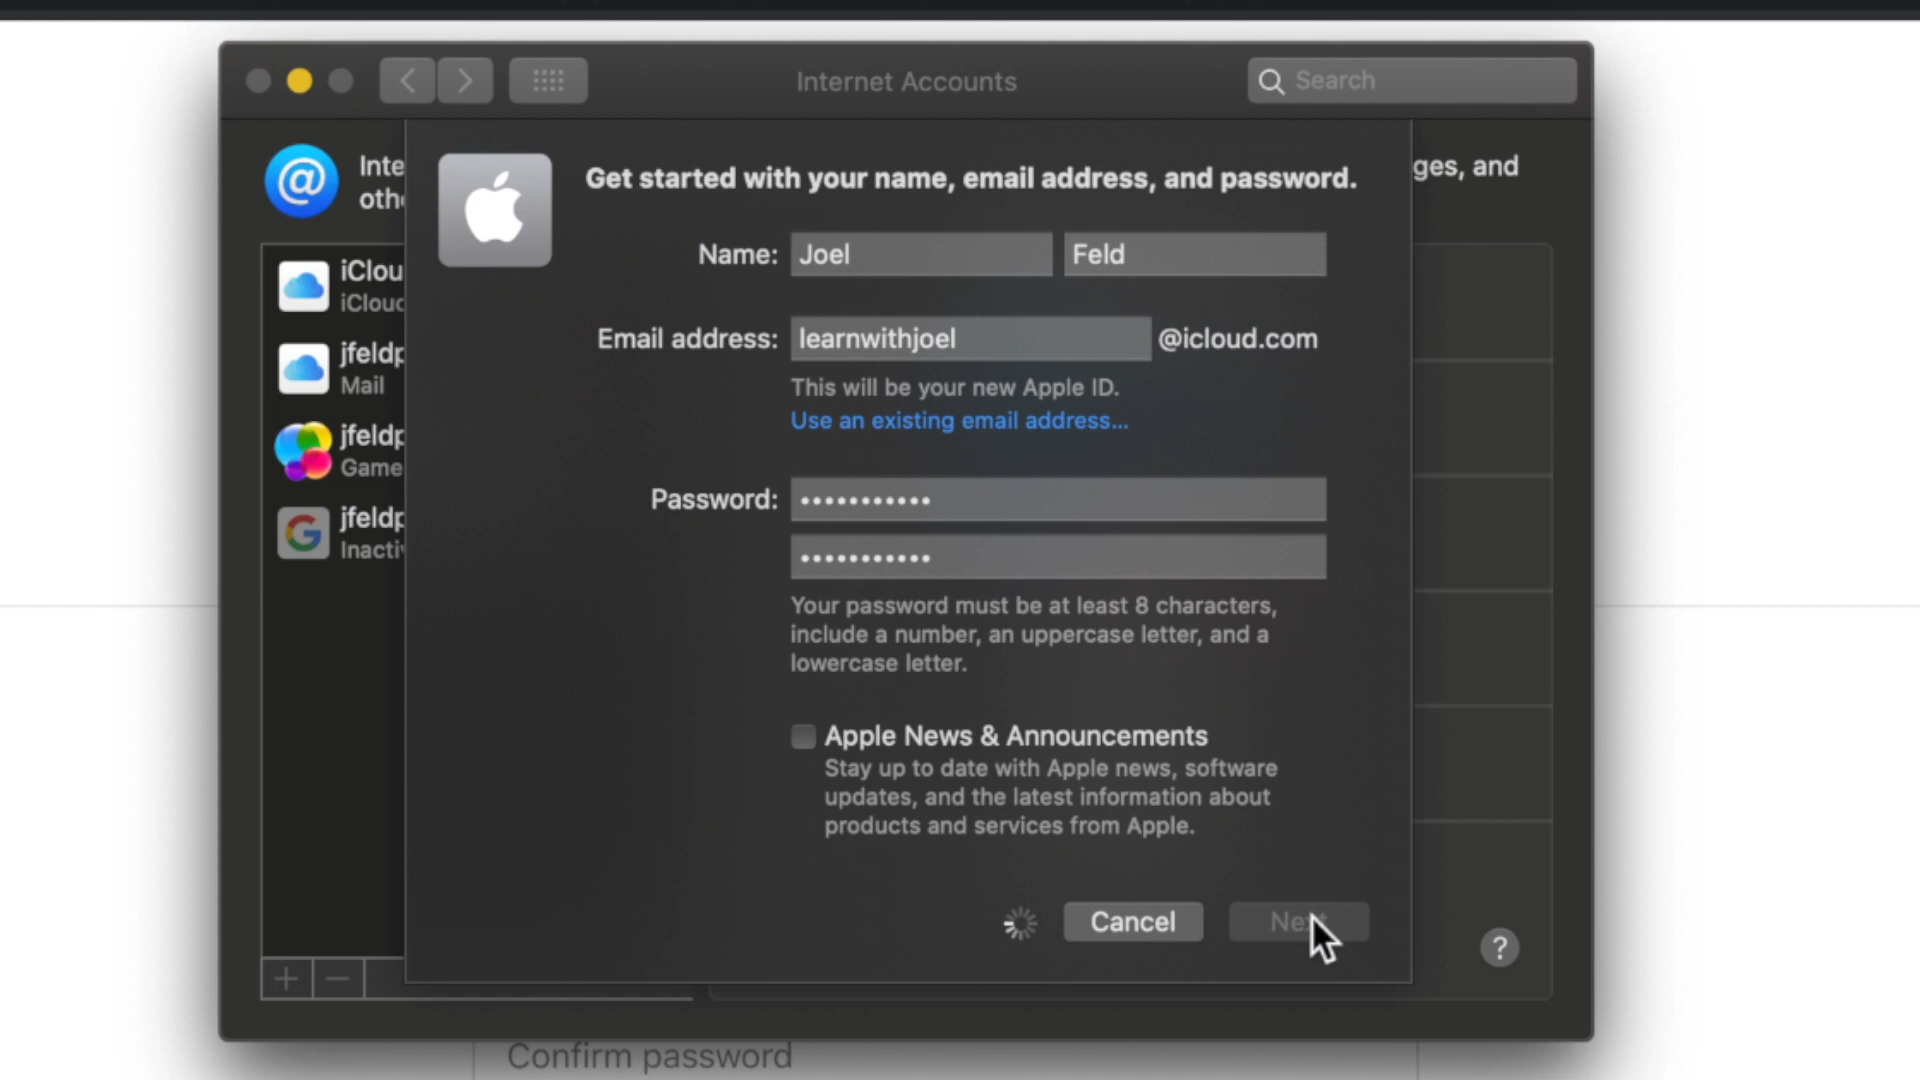 Internet Accounts
Search
Inte
othe
ges, and
Get started with your name, email address, and password.
Name: Joel Feld
Email address: learnwithjoel @icloud.com
This will be your new Apple ID.
Use an existing email address...
Password: •••••••••••
•••••••••••
Your password must be at least 8 characters,
include a number, an uppercase letter, and a
lowercase letter.
Apple News & Announcements
Stay up to date with Apple news, software
updates, and the latest information about
products and services from Apple.
Cancel
Next
?
iClou
iCloud
jfeldp
Mail
jfeldp
Game
jfeldp
Inactiv
Confirm password